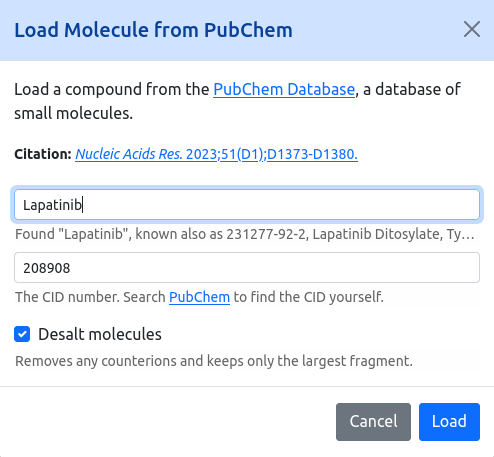 Load Molecule from PubChem
Load a compound from the PubChem Database, a database of
small molecules.
Citation: Nucleic Acids Res. 2023;51(D1);D1373-D1380.
Lapatinib
Found "Lapatinib", known also as 231277-92-2, Lapatinib Ditosylate, Ty…
208908
The CID number. Search PubChem to find the CID yourself.
Desalt molecules
Removes any counterions and keeps only the largest fragment.
Cancel Load